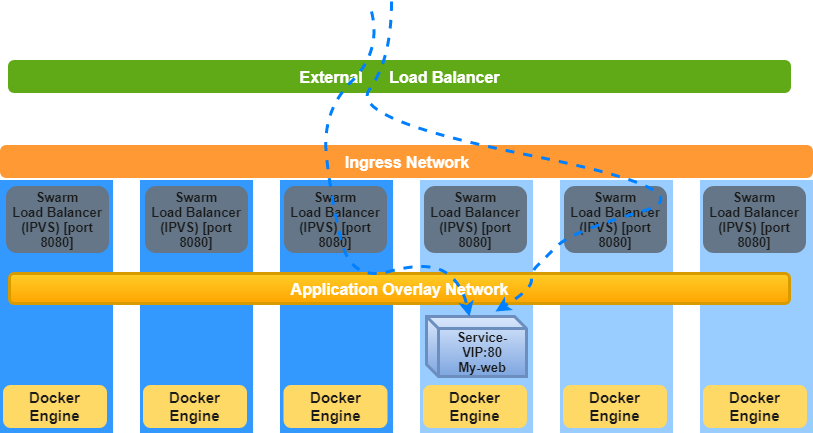 External Load Balancer
Ingress Network
Swarm
Load Balancer
(IPVS) [port
8080]
Swarm
Load Balancer
(IPVS) [port
8080]
Swarm
Load Balancer
(IPVS) [port
8080]
Swarm
Load Balancer
(IPVS) [port
8080]
Swarm
Load Balancer
(IPVS) [port
8080]
Swarm
Load Balancer
(IPVS) [port
8080]
Application Overlay Network
Service-
VIP:80
My-web
Docker
Engine
Docker
Engine
Docker
Engine
Docker
Engine
Docker
Engine
Docker
Engine